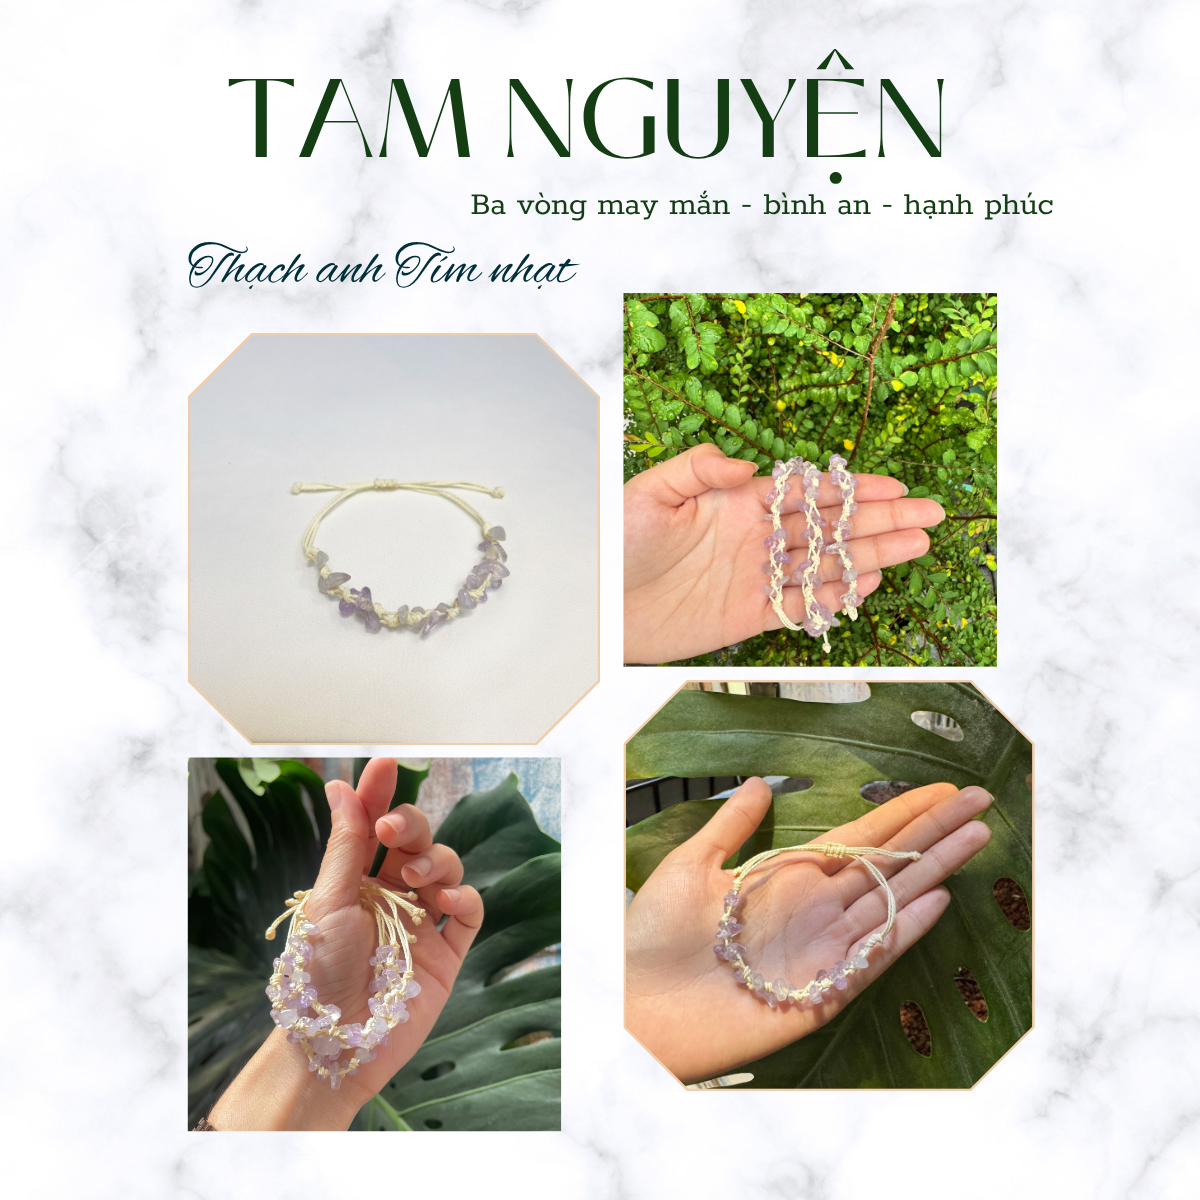 TAM NGUYỆN
Ba vòng may mắn - bình an - hạnh phúc
Thạch anh Tím nhạt